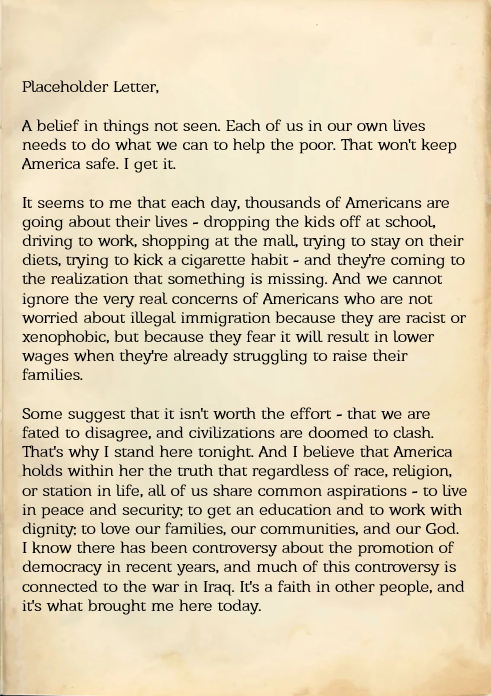 Placeholder Letter,
A belief in things not seen. Each of us in our own lives
needs to do what we can to help the poor. That won't keep
America safe. I get it.
It seems to me that each day, thousands of Americans are
going about their lives - dropping the kids off at school,
driving to work, shopping at the mall, trying to stay on their
diets, trying to kick a cigarette habit - and they're coming to
the realization that something is missing. And we cannot
ignore the very real concerns of Americans who are not
worried about illegal immigration because they are racist or
xenophobic, but because they fear it will result in lower
wages when they're already struggling to raise their
families.
Some suggest that it isn't worth the effort - that we are
fated to disagree, and civilizations are doomed to clash.
That's why I stand here tonight. And I believe that America
holds within her the truth that regardless of race, religion,
or station in life, all of us share common aspirations - to live
in peace and security; to get an education and to work with
dignity; to love our families, our communities, and our God.
I know there has been controversy about the promotion of
democracy in recent years, and much of this controversy is
connected to the war in Iraq. It's a faith in other people, and
it's what brought me here today.